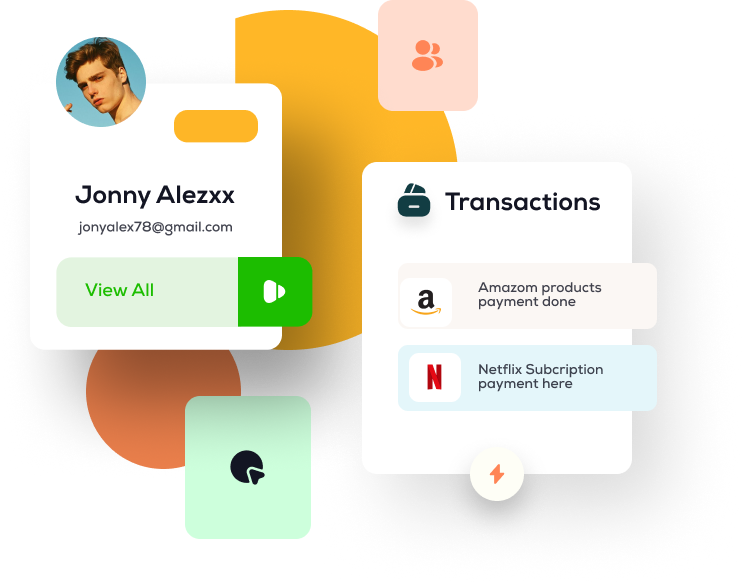 Jonny Alezxx
jonyalex78@gmail.com
View All
Transactions
a
Amazom products
payment done
N
Netflix Subcription
payment here